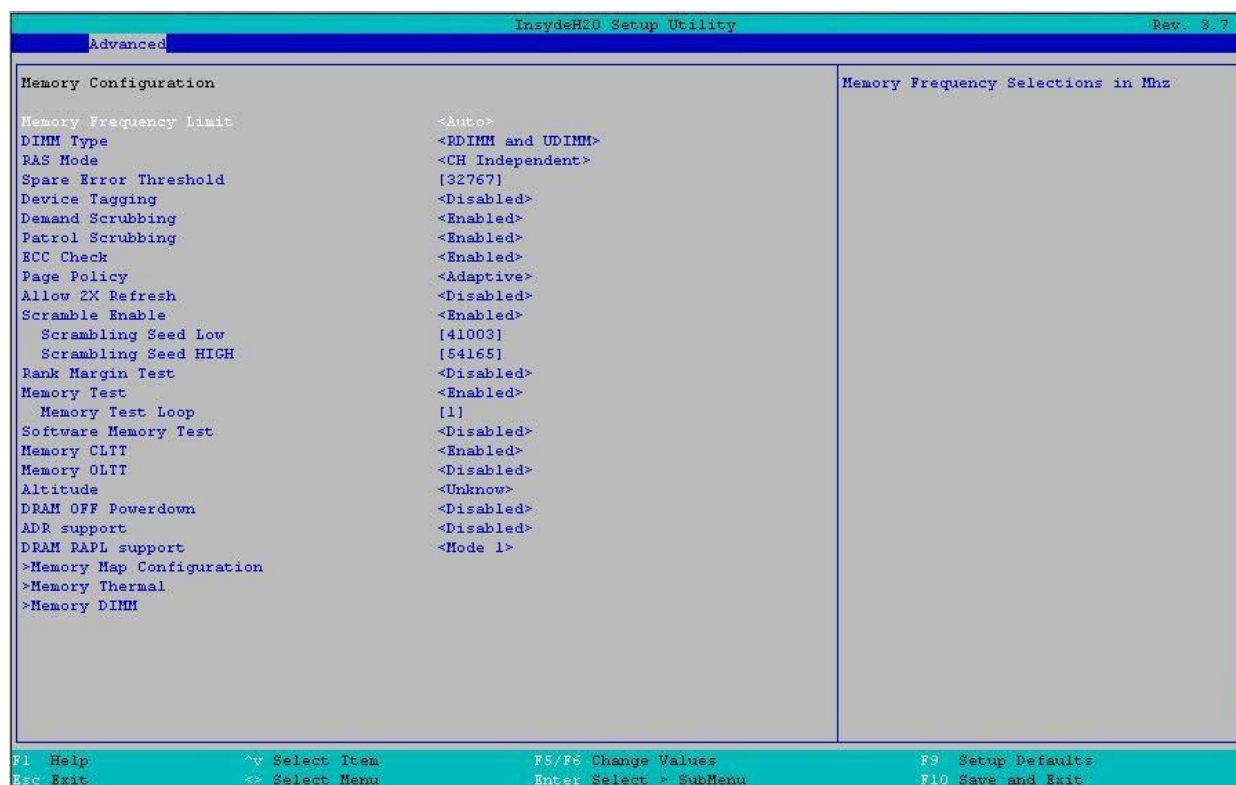 InsydeH20 Setup Utility Rev. 3.7
Advanced
Memory Configuration
Memory Frequency Selections in Mhz
Memory Frequency Limit <Auto>
DIMM Type <RDIMM and UDIMM>
RAS Mode <CH Independent>
Spare Error Threshold [32767]
Device Tagging <Disabled>
Demand Scrubbing <Enabled>
Patrol Scrubbing <Enabled>
ECC Check <Enabled>
Page Policy <Adaptive>
Allow 2X Refresh <Disabled>
Scramble Enable <Enabled>
Scrambling Seed Low [41003]
Scrambling Seed HIGH [54165]
Rank Margin Test <Disabled>
Memory Test <Enabled>
Memory Test Loop [1]
Software Memory Test <Disabled>
Memory CLTT <Enabled>
Memory OLTT <Disabled>
Altitude <Unknow>
DRAM OFF Powerdown <Disabled>
ADR support <Disabled>
DRAM RAPL support <Mode 1>
>Memory Map Configuration
>Memory Thermal
>Memory DIMM
F1 Help ^v Select Item F5/F6 Change Values F9 Setup Defaults
Esc Exit <> Select Menu Enter Select > SubMenu F10 Save and Exit